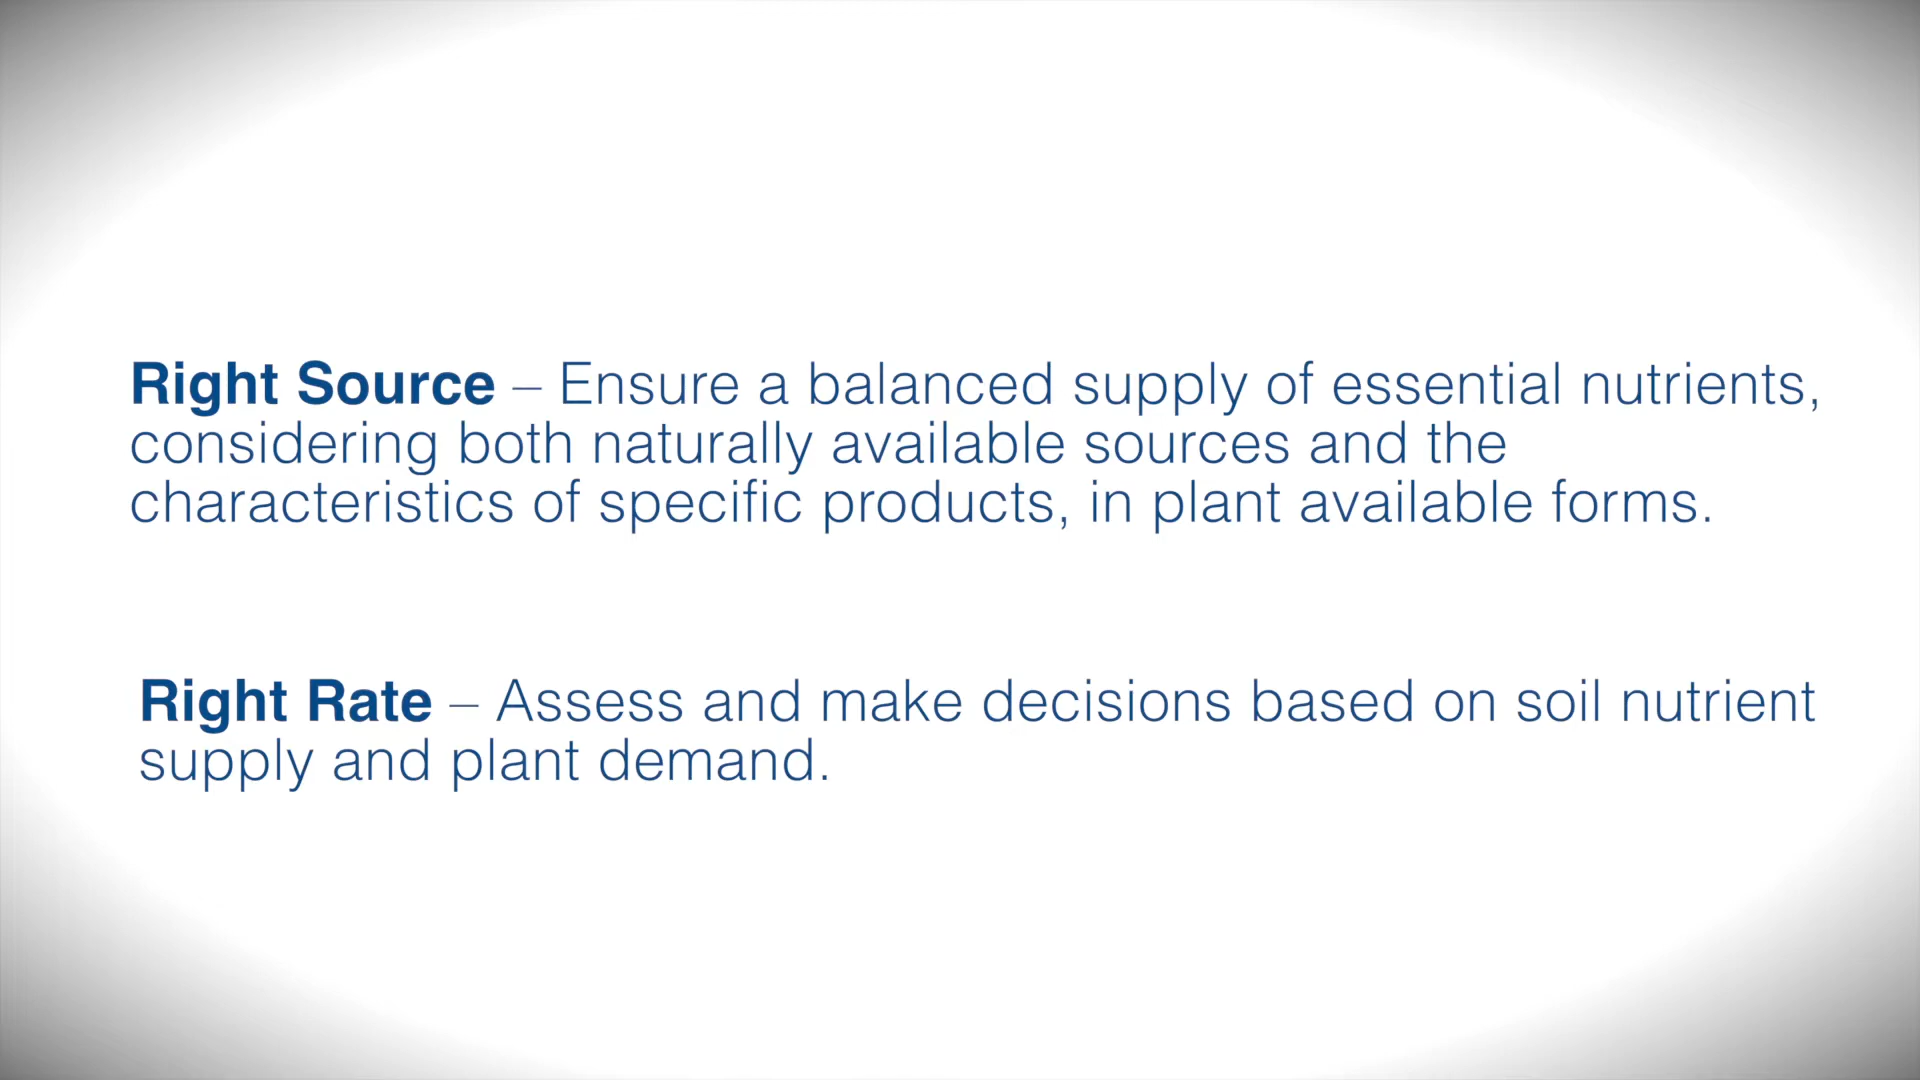 Right Source – Ensure a balanced supply of essential nutrients,
considering both naturally available sources and the
characteristics of specific products, in plant available forms.
Right Rate – Assess and make decisions based on soil nutrient
supply and plant demand.